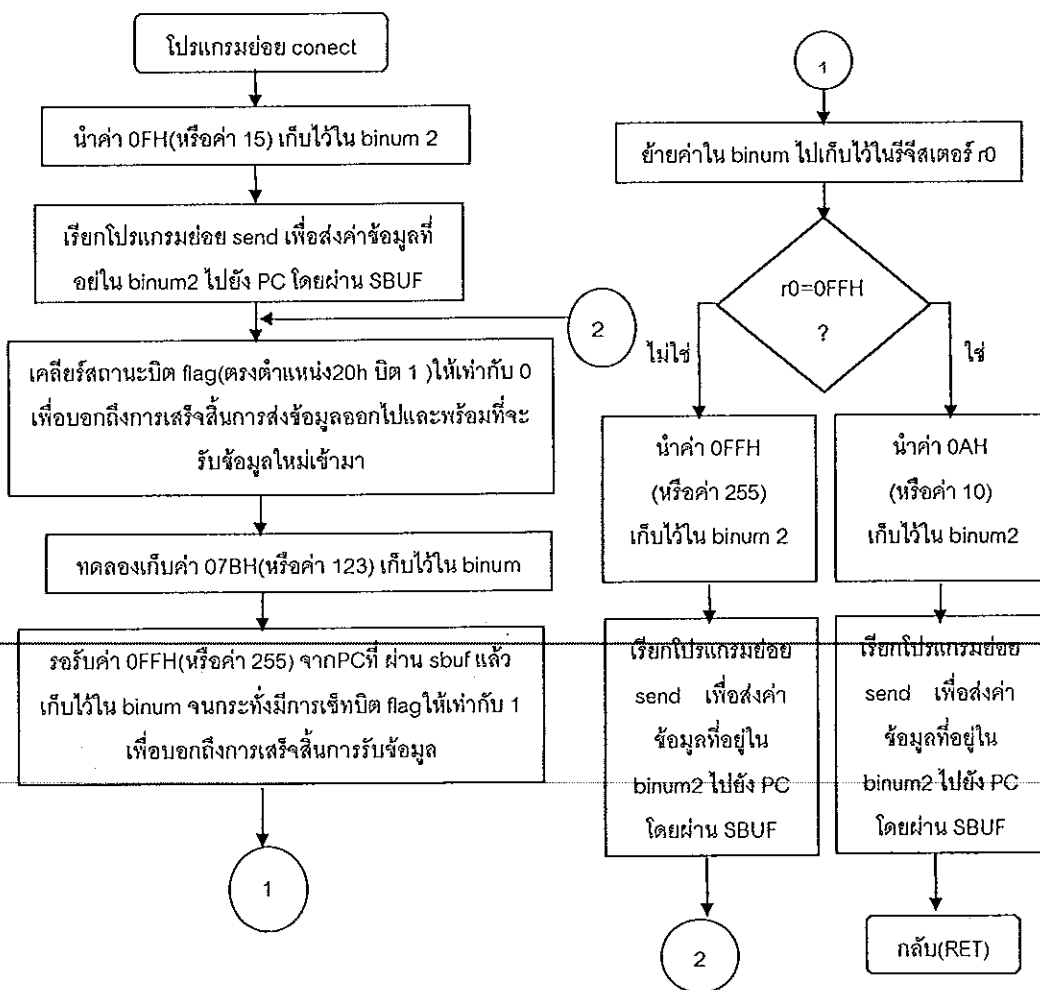 โปรแกรมย่อย conect
นำค่า 0FH(หรือค่า 15) เก็บไว้ใน binum 2
เรียกโปรแกรมย่อย send เพื่อส่งค่าข้อมูลที่
อยู่ใน binum2 ไปยัง PC โดยผ่าน SBUF
2
เคลียร์สถานะบิต flag(ตรงตำแหน่ง20h บิต 1 )ให้เท่ากับ 0
เพื่อบอกถึงการเสร็จสิ้นการส่งข้อมูลออกไปและพร้อมที่จะ
รับข้อมูลใหม่เข้ามา
ทดลองเก็บค่า 07BH(หรือค่า 123) เก็บไว้ใน binum
รอรับค่า 0FFH(หรือค่า 255) จากPCที่ ผ่าน sbuf แล้ว
เก็บไว้ใน binum จนกระทั่งมีการเซ็ทบิต flagให้เท่ากับ 1
เพื่อบอกถึงการเสร็จสิ้นการรับข้อมูล
1
1
ย้ายค่าใน binum ไปเก็บไว้ในรีจีสเตอร์ r0
r0=0FFH
?
ไม่ใช่
ใช่
นำค่า 0FFH
(หรือค่า 255)
เก็บไว้ใน binum 2
เรียกโปรแกรมย่อย
send เพื่อส่งค่า
ข้อมูลที่อยู่ใน
binum2 ไปยัง PC
โดยผ่าน SBUF
2
นำค่า 0AH
(หรือค่า 10)
เก็บไว้ใน binum2
เรียกโปรแกรมย่อย
send เพื่อส่งค่า
ข้อมูลที่อยู่ใน
binum2 ไปยัง PC
โดยผ่าน SBUF
กลับ(RET)